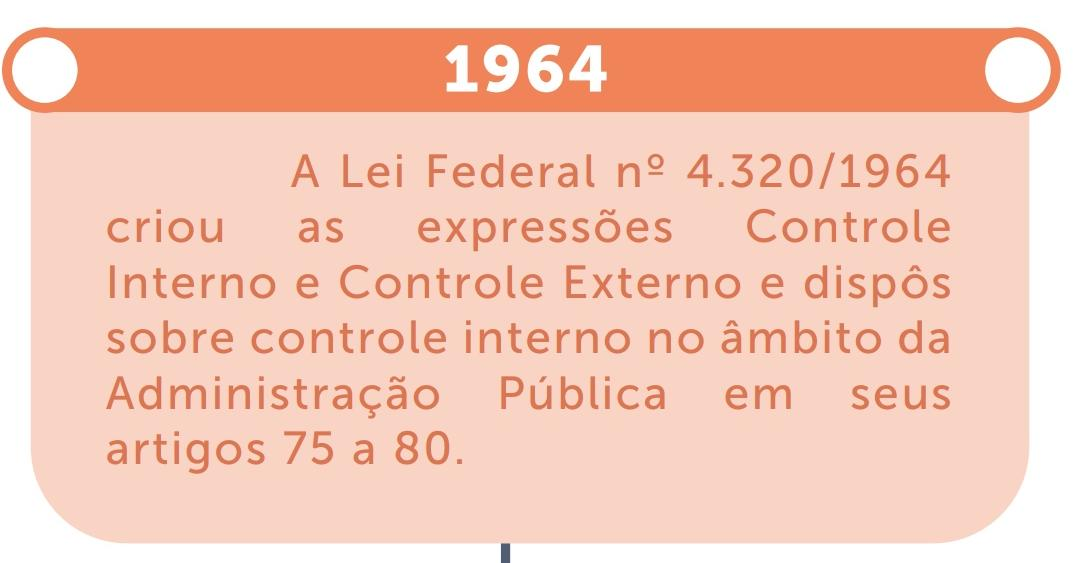 1964
A Lei Federal nº 4.320/1964
criou as expressões Controle
Interno e Controle Externo e dispôs
sobre controle interno no âmbito da
Administração Pública em seus
artigos 75 a 80.